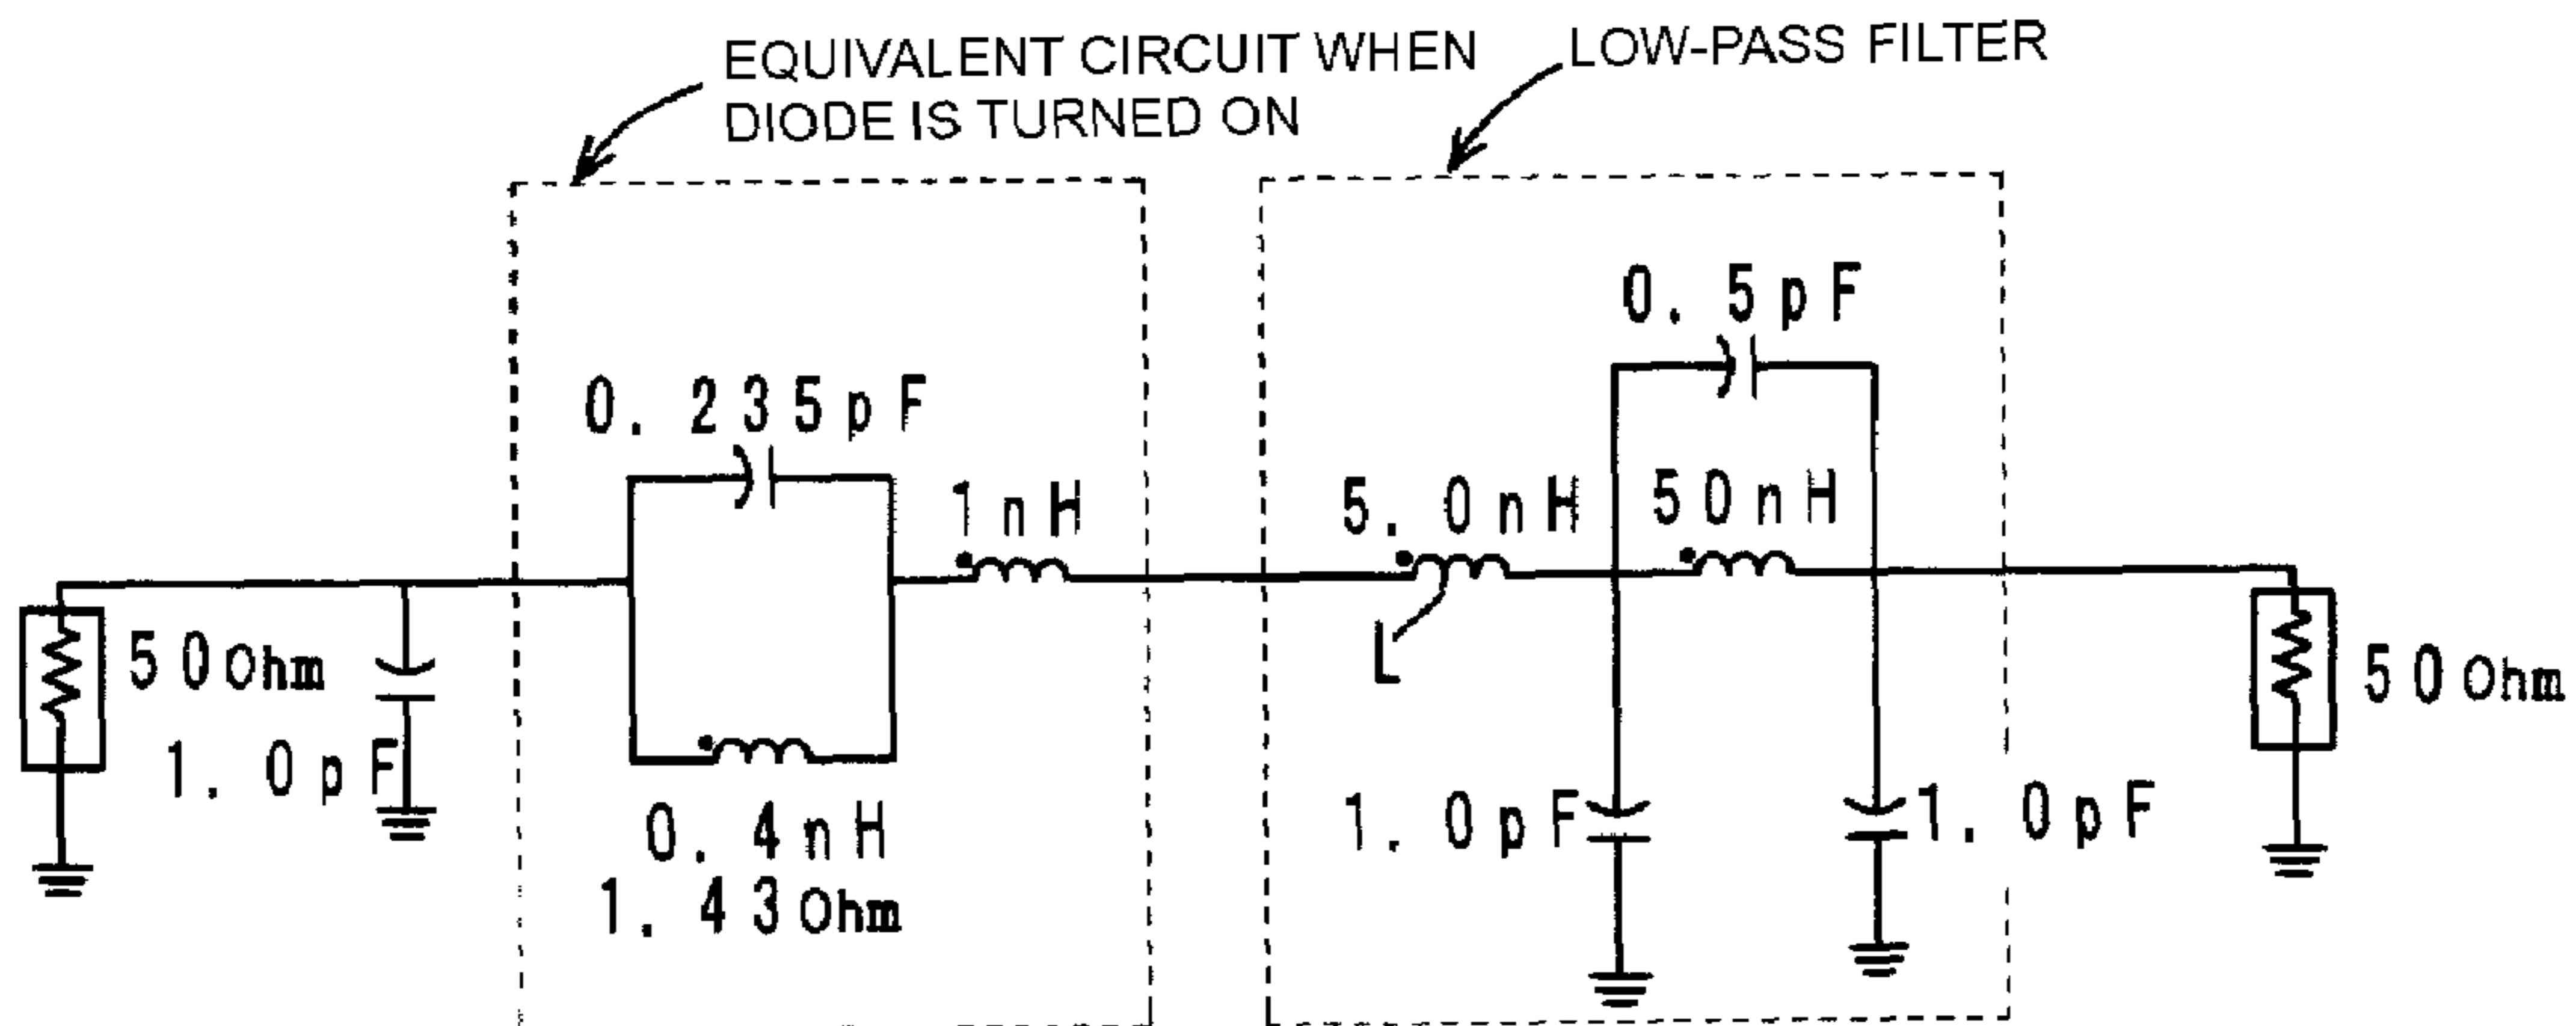 EQUIVALENT CIRCUIT WHEN
DIODE IS TURNED ON
LOW-PASS FILTER
0.5pF
0.235pF
1nH
5.0nH
50nH
L
50Ohm
1.0pF
0.4nH
1.43Ohm
1.0pF
1.0pF
50Ohm